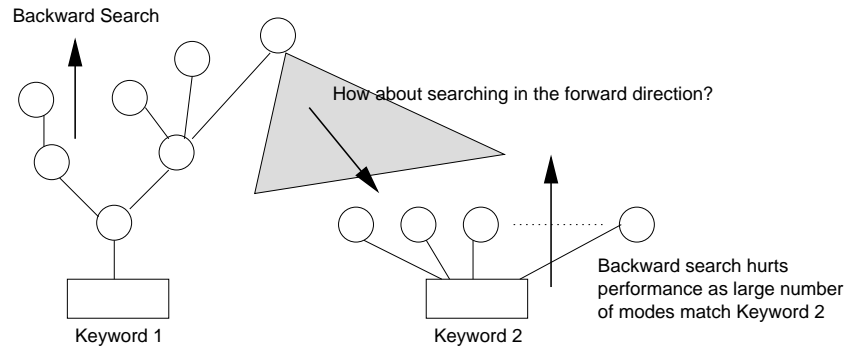 Backward Search
How about searching in the forward direction?
Backward search hurts
performance as large number
of modes match Keyword 2
Keyword 1
Keyword 2